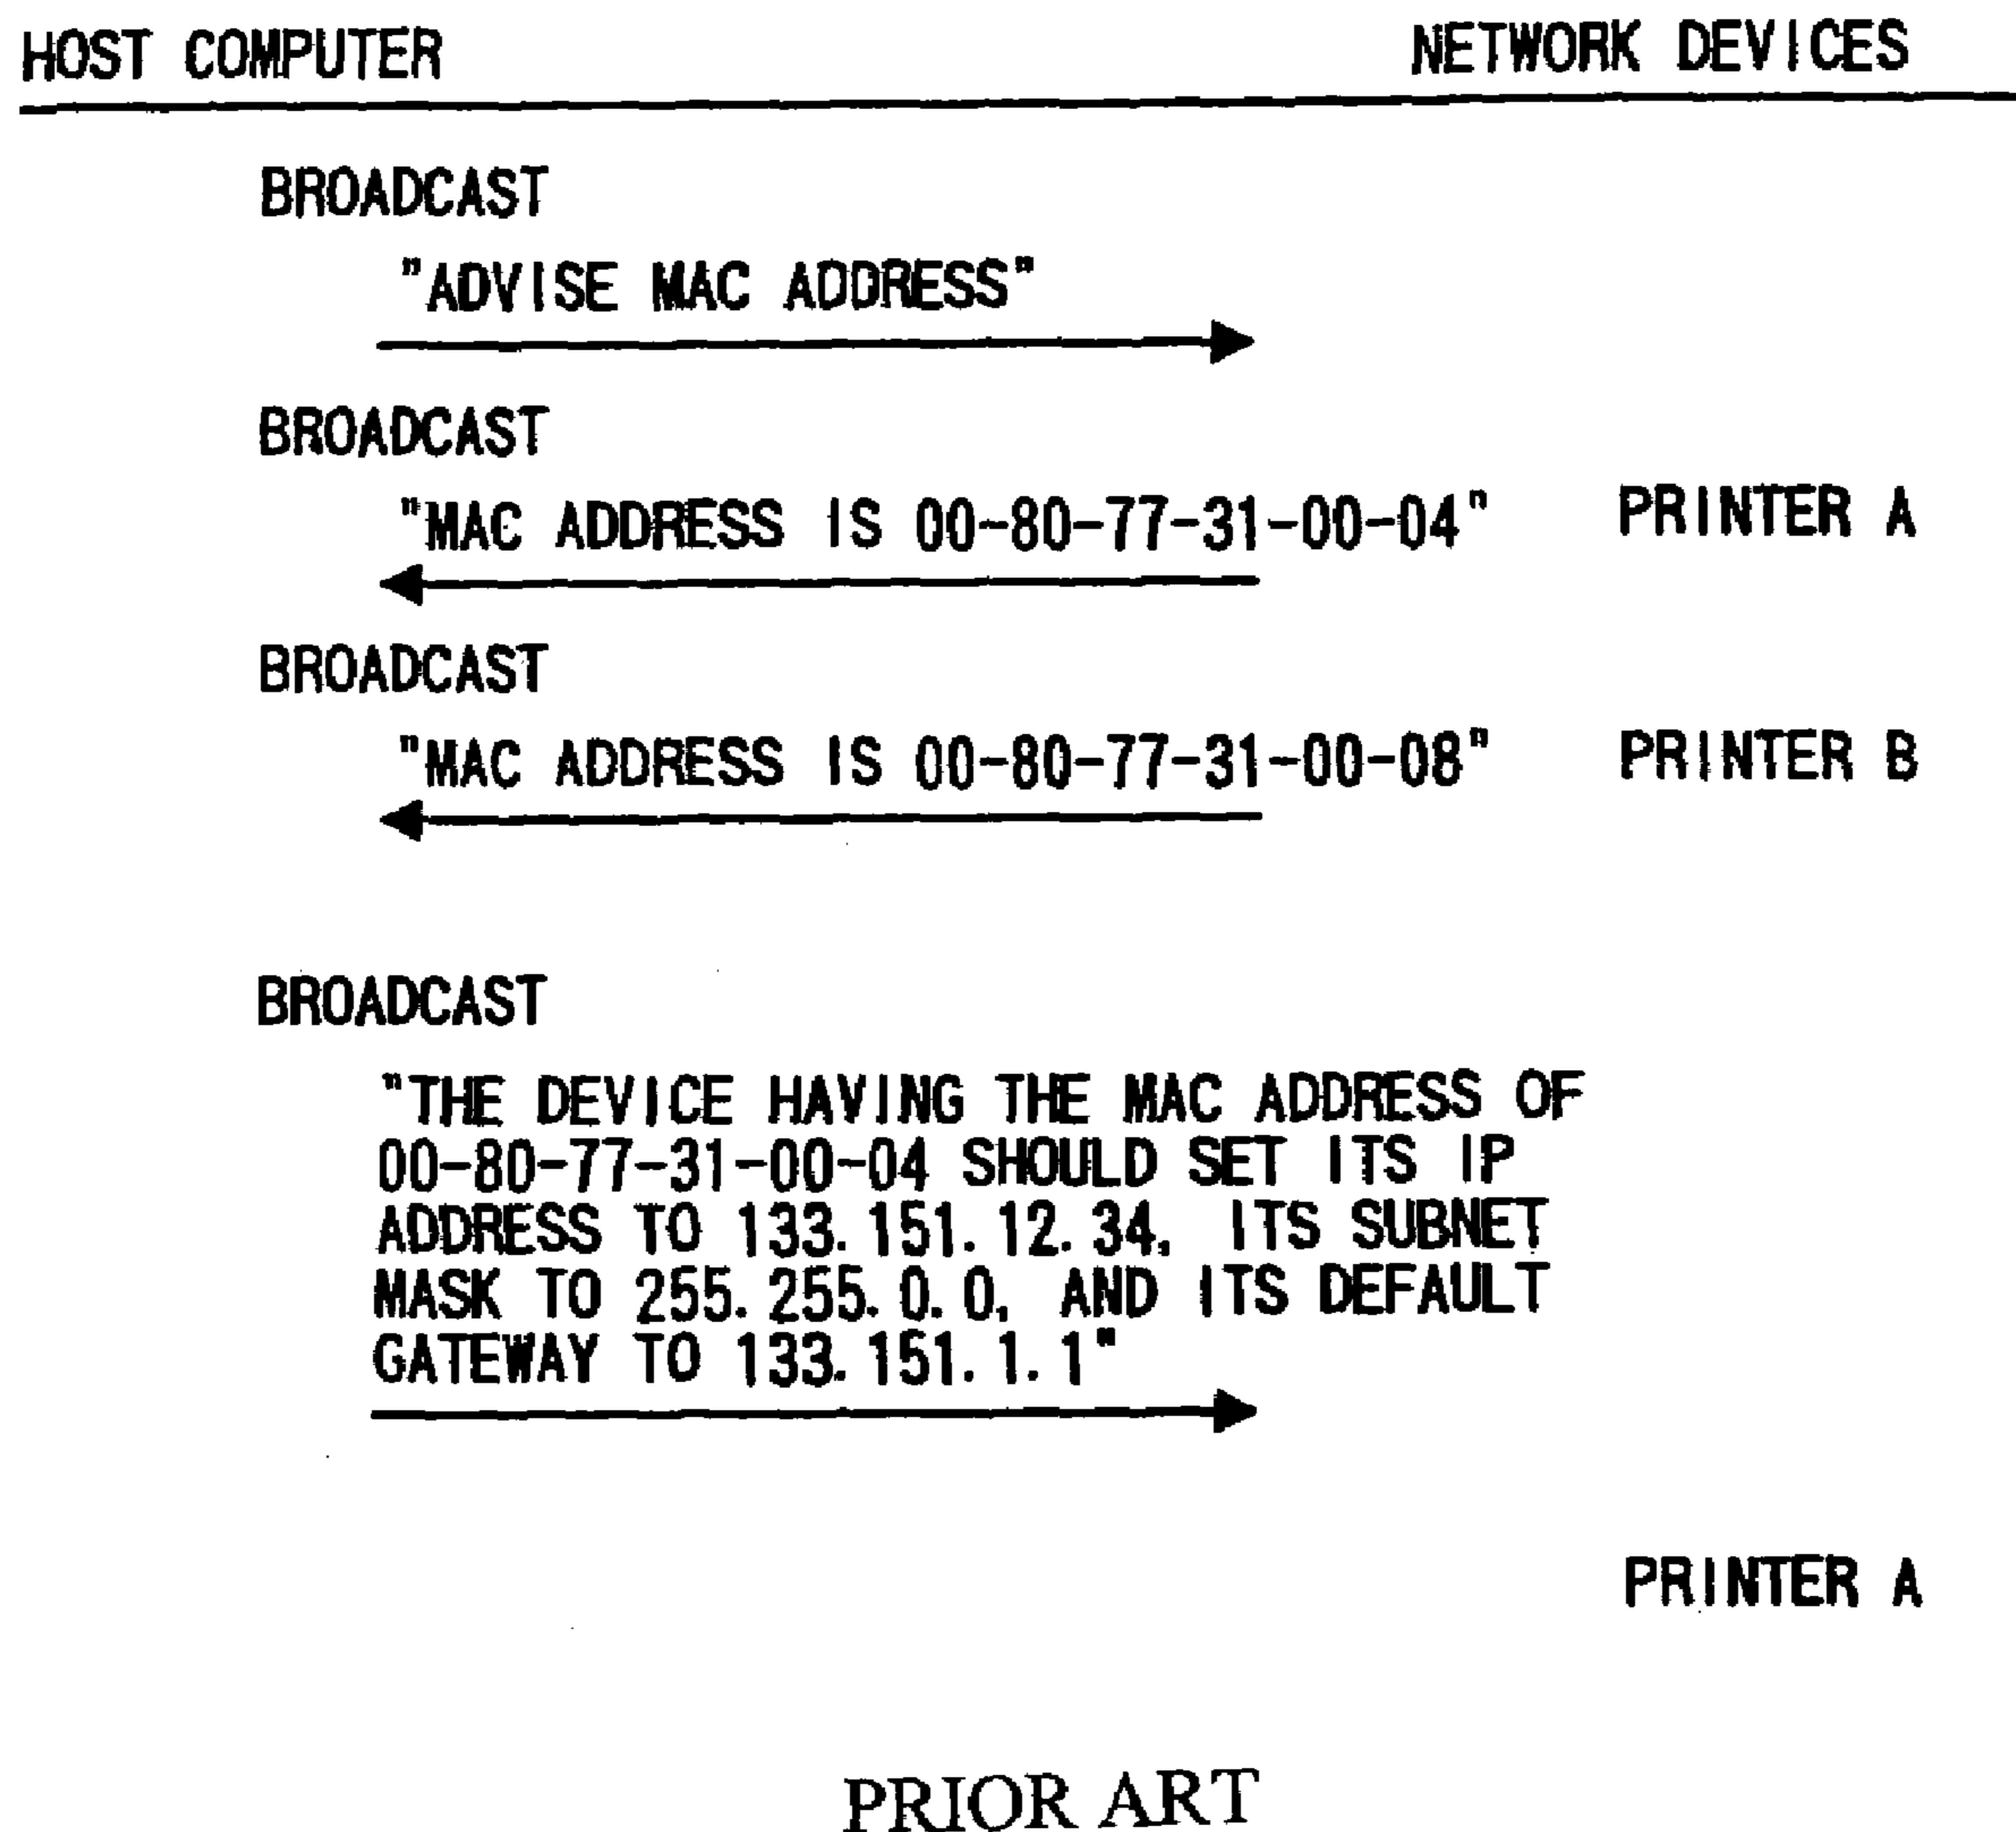 HOST COMPUTER NETWORK DEVICES
BROADCAST
"ADVISE MAC ADDRESS"
BROADCAST
"MAC ADDRESS IS 00-80-77-31-00-04" PRINTER A
BROADCAST
"MAC ADDRESS IS 00-80-77-31-00-08" PRINTER B
BROADCAST
"THE DEVICE HAVING THE MAC ADDRESS OF
00-80-77-31-00-04 SHOULD SET ITS IP
ADDRESS TO 133.151.12.34, ITS SUBNET
MASK TO 255.255.0.0, AND ITS DEFAULT
GATEWAY TO 133.151.1.1"
PRINTER A
PRIOR ART